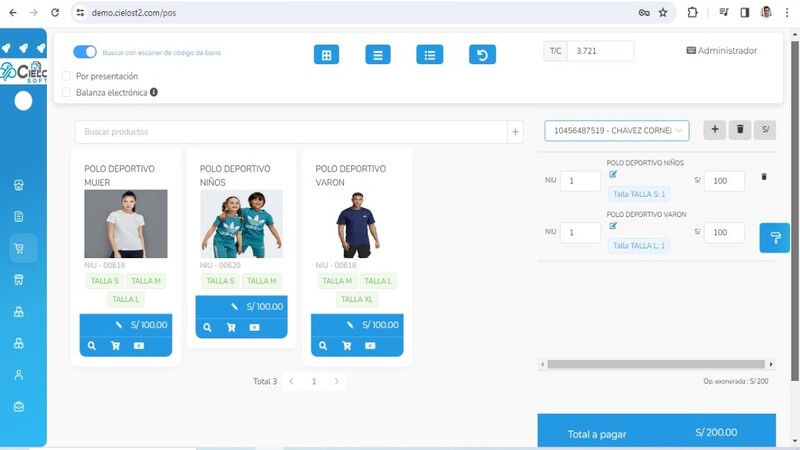 demo.cielost2.com/pos
CIELO
SOFT
Buscar con escáner de código de barra
Por presentación
Balanza electrónica
T/C 3.721
Administrador
Buscar productos +
10456487519 - CHAVEZ CORNEJ
+ S/
POLO DEPORTIVO
MUJER
NIU - 00619
TALLA S TALLA M
TALLA L
S/ 100.00
POLO DEPORTIVO
NIÑOS
NIU - 00620
TALLA S TALLA M
S/ 100.00
POLO DEPORTIVO
VARON
NIU - 00618
TALLA M TALLA L
TALLA XL
S/ 100.00
Total 3 < 1 >
POLO DEPORTIVO NIÑOS
NIU 1 S/ 100
Talla TALLA S: 1
POLO DEPORTIVO VARON
NIU 1 S/ 100
Talla TALLA L: 1
Op. exonerada : S/ 200
Total a pagar S/ 200.00